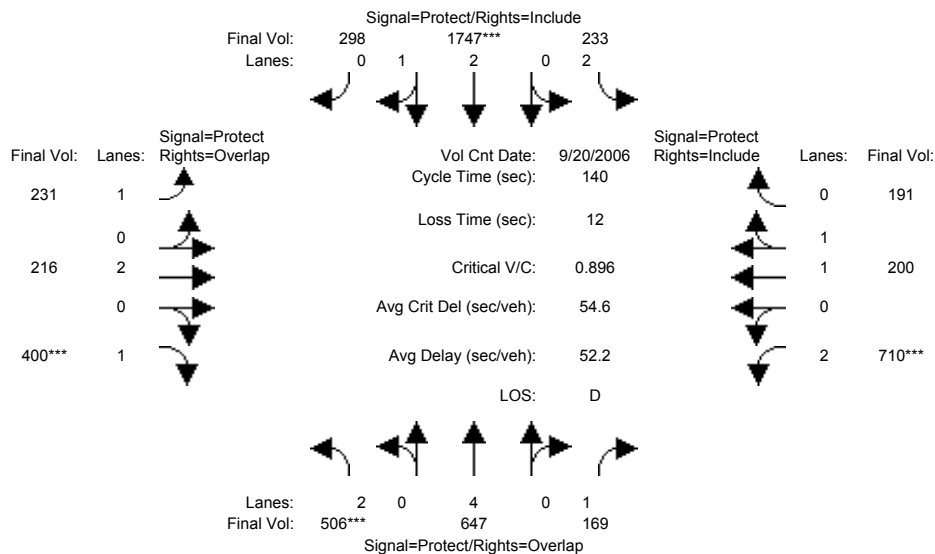 Signal=Protect/Rights=Include
Final Vol: 298 1747*** 233
Lanes: 0 1 2 0 2
Signal=Protect Signal=Protect
Final Vol: Lanes: Rights=Overlap Vol Cnt Date: 9/20/2006 Rights=Include Lanes: Final Vol:
Cycle Time (sec): 140
231 1 0 191
Loss Time (sec): 12
0 1
216 2 Critical V/C: 0.896 1 200
0 Avg Crit Del (sec/veh): 54.6 0
400*** 1 Avg Delay (sec/veh): 52.2 2 710***
LOS: D
Lanes: 2 0 4 0 1
Final Vol: 506*** 647 169
Signal=Protect/Rights=Overlap